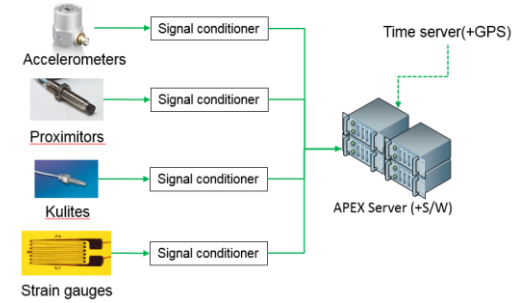 Signal conditioner
Time server(+GPS)
Accelerometers
Signal conditioner
Proximitors
Signal conditioner
Kulites
APEX Server (+S/W)
Signal conditioner
Strain gauges